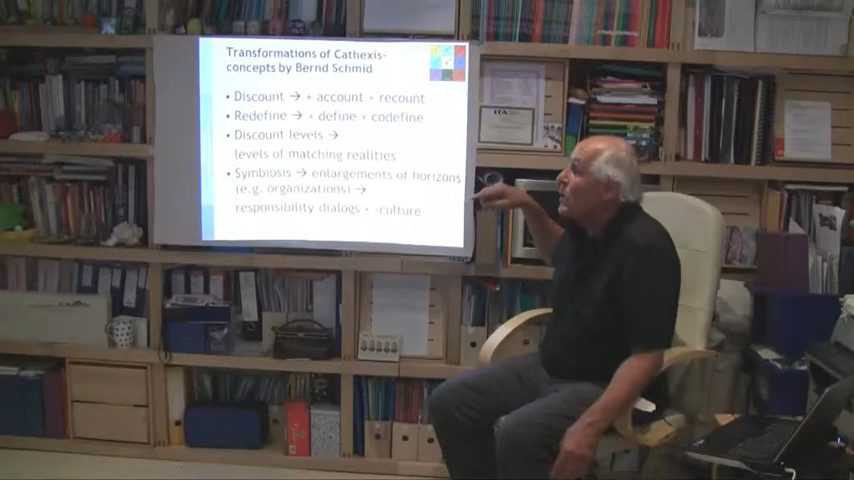 Transformations of Cathexis-
concepts by Bernd Schmid
• Discount → + account + recount
• Redefine → + define + codefine
• Discount levels →
levels of matching realities
• Symbiosis → enlargements of horizons
(e.g. organizations) →
responsibility dialogs + -culture
ITA